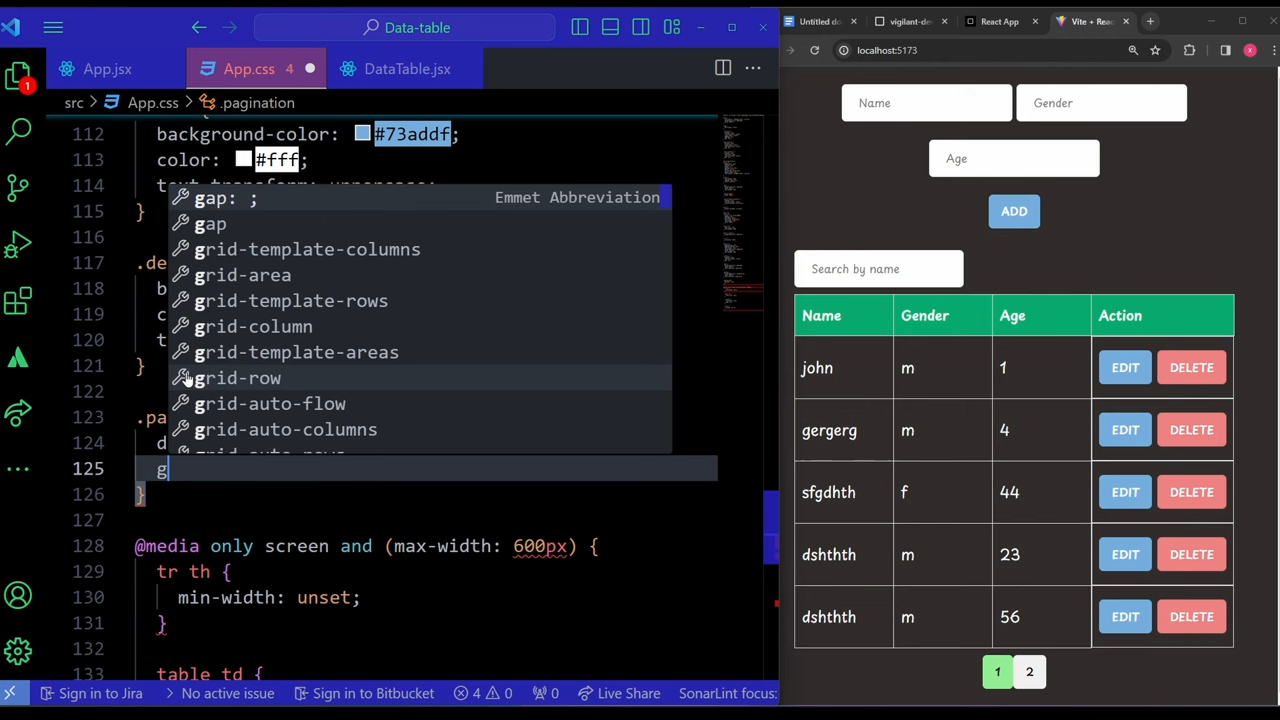 Data-table
App.jsx
App.css 4
DataTable.jsx
src > App.css > .pagination
112 background-color: #73addf;
113 color: #fff;
114
115 }
116
117 .de
118 b
119 c
120 t
121 }
122
123 .pa
124 d
125 g
126 }
127
128 @media only screen and (max-width: 600px) {
129 tr th {
130 min-width: unset;
131 }
132
133 table td {
gap: ; Emmet Abbreviation
gap
grid-template-columns
grid-area
grid-template-rows
grid-column
grid-template-areas
grid-row
grid-auto-flow
grid-auto-columns
1
Sign in to Jira
No active issue
Sign in to Bitbucket
4 0
0
Live Share
SonarLint focus:
Untitled do
vigilant-de
React App
Vite + Reac
localhost:5173
X
Name Gender
Age
ADD
Search by name
Name Gender Age Action
john m 1 EDIT DELETE
gergerg m 4 EDIT DELETE
sfgdhth f 44 EDIT DELETE
dshthth m 23 EDIT DELETE
dshthth m 56 EDIT DELETE
1 2